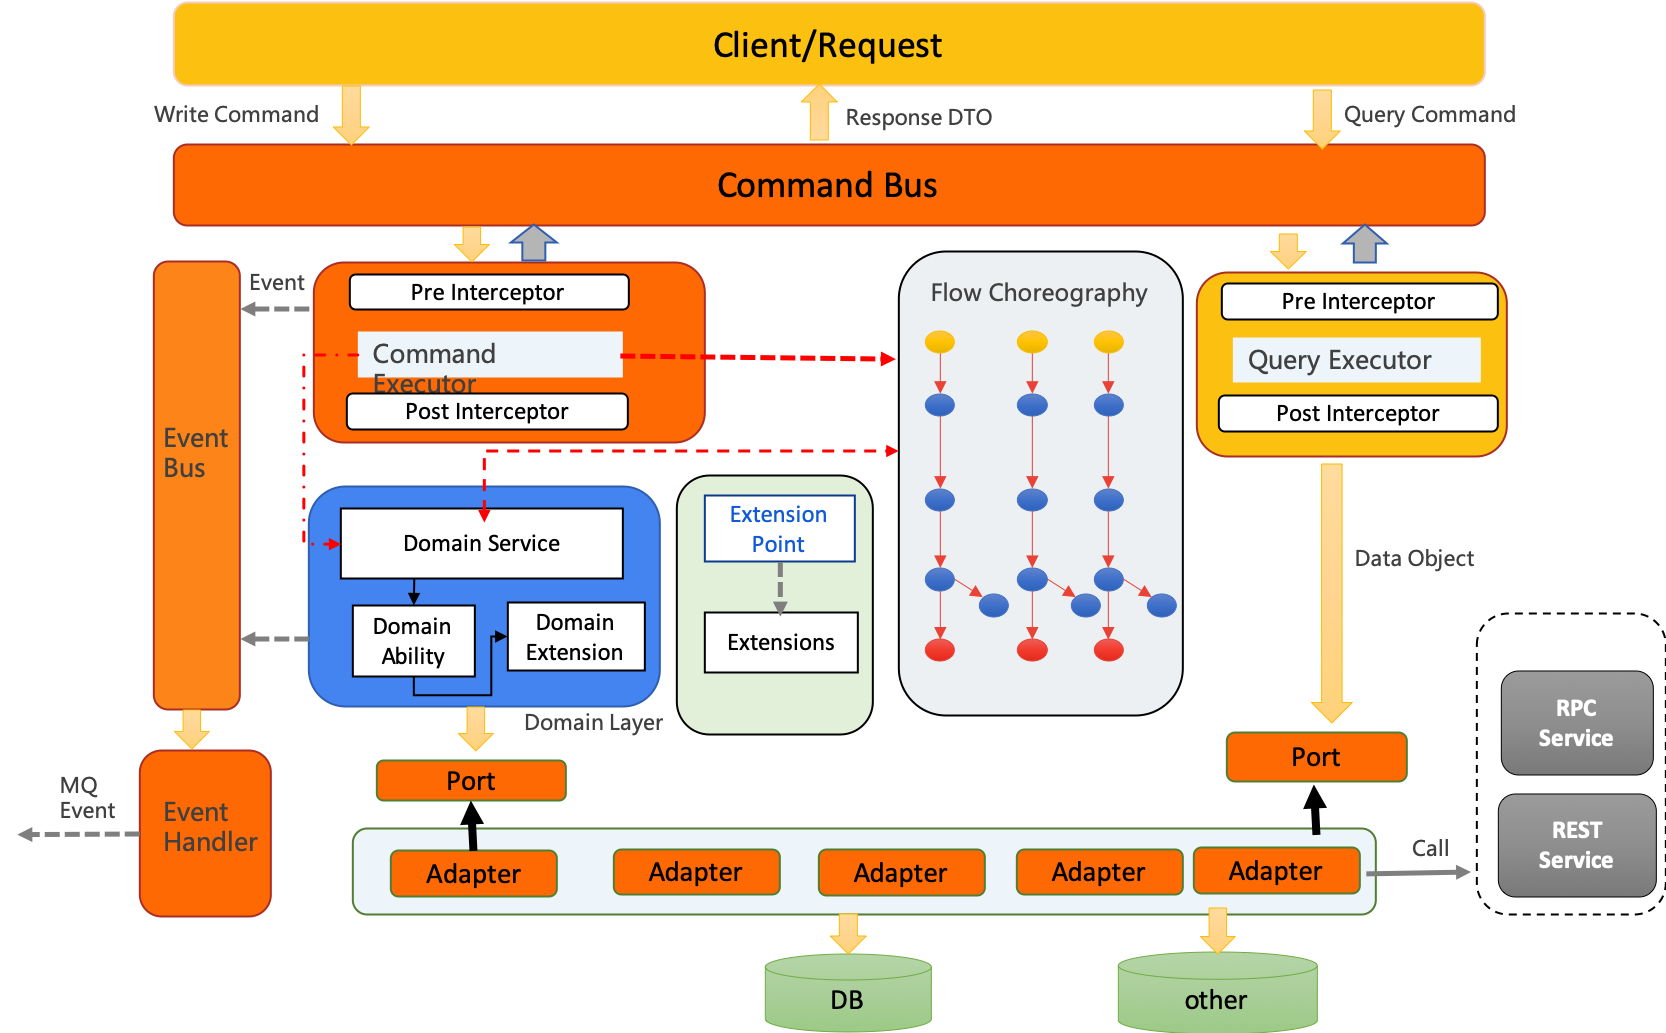 Client/Request
Write Command
Response DTO
Query Command
Command Bus
Event
Pre Interceptor
Command
Executor
Post Interceptor
Flow Choreography
Pre Interceptor
Query Executor
Post Interceptor
Event
Bus
Domain Service
Domain
Ability
Domain
Extension
Domain Layer
Extension
Point
Extensions
Data Object
RPC
Service
REST
Service
Port
Port
MQ
Event
Event
Handler
Adapter
Adapter
Adapter
Adapter
Adapter
Call
DB
other